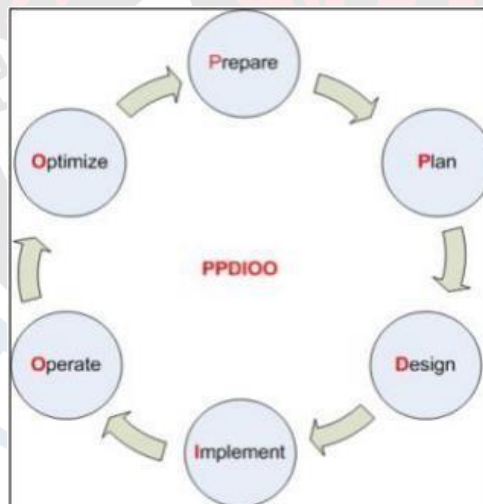 Prepare
Plan
Design
Implement
Operate
Optimize
PPDIOO